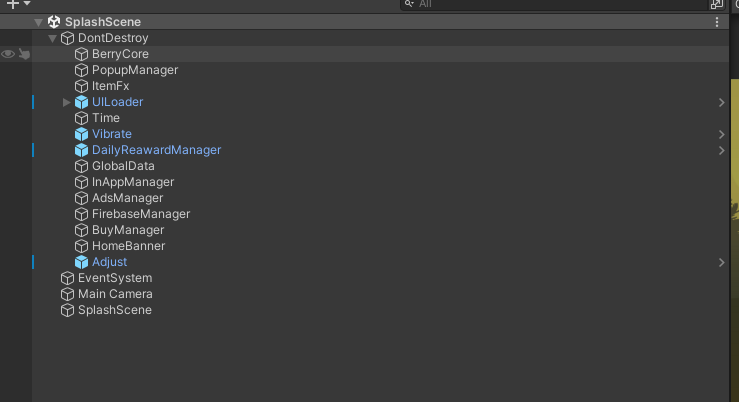 All
SplashScene
DontDestroy
BerryCore
PopupManager
ItemFx
UILoader
Time
Vibrate
DailyReawardManager
GlobalData
InAppManager
AdsManager
FirebaseManager
BuyManager
HomeBanner
Adjust
EventSystem
Main Camera
SplashScene